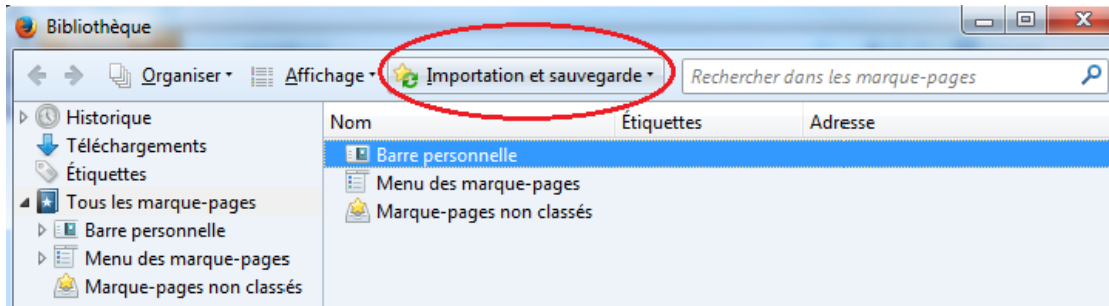 Bibliothèque
Organiser Affichage Importation et sauvegarde Rechercher dans les marque-pages
Historique
Téléchargements
Étiquettes
Tous les marque-pages
Barre personnelle
Menu des marque-pages
Marque-pages non classés
Nom Étiquettes Adresse
Barre personnelle
Menu des marque-pages
Marque-pages non classés